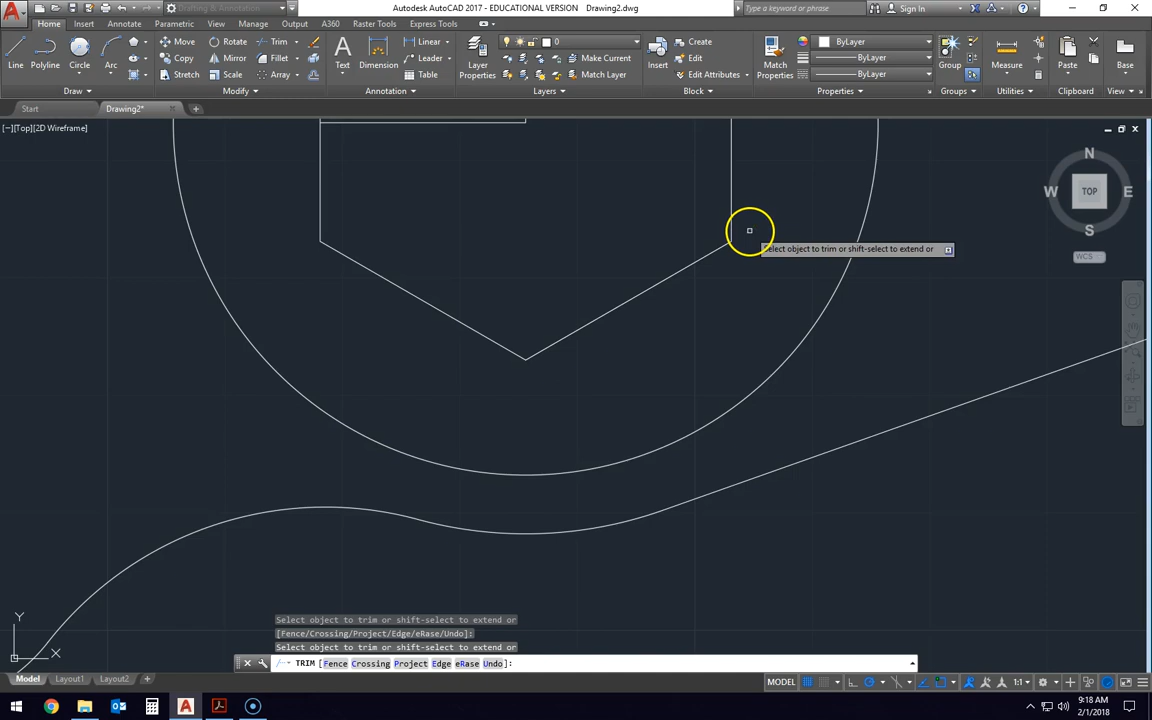 Autodesk AutoCAD 2017 - EDUCATIONAL VERSION Drawing2.dwg
Drafting & Annotation
Type a keyword or phrase
Sign In
Home Insert Annotate Parametric View Manage Output A360 Raster Tools Express Tools
Line Polyline Circle Arc
Move Rotate Trim
Copy Mirror Fillet
Stretch Scale Array
Text Dimension
Linear
Leader
Table
Layer Properties
0
Make Current
Match Layer
Insert
Create
Edit
Edit Attributes
Match Properties
ByLayer
ByLayer
ByLayer
Group Measure Paste Base
Draw Modify Annotation Layers Block Properties Groups Utilities Clipboard View
Start Drawing2*
[−][Top][2D Wireframe]
N
W TOP E
S
WCS
Select object to trim or shift-select to extend or
Y
X
Select object to trim or shift-select to extend or
[Fence/Crossing/Project/Edge/eRase/Undo]:
Select object to trim or shift-select to extend or
TRIM [Fence Crossing Project Edge eRase Undo]:
Model Layout1 Layout2
MODEL 1:1
9:18 AM
2/1/2018